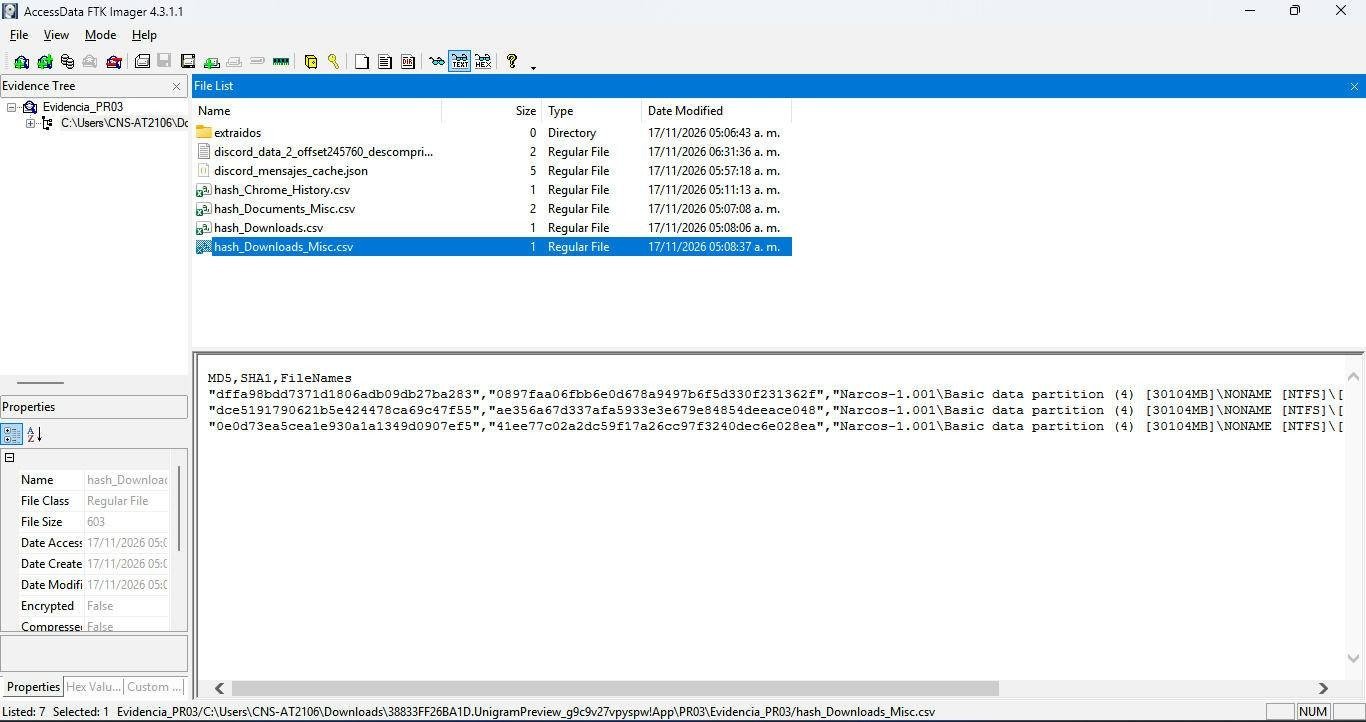 AccessData FTK Imager 4.3.1.1
File View Mode Help
Evidence Tree
Evidencia_PR03
C:\Users\CNS-AT2106\Dc
File List
Name Size Type Date Modified
extraidos 0 Directory 17/11/2026 05:06:43 a. m.
discord_data_2_offset245760_descompri... 2 Regular File 17/11/2026 06:31:36 a. m.
discord_mensajes_cache.json 5 Regular File 17/11/2026 05:57:18 a. m.
hash_Chrome_History.csv 1 Regular File 17/11/2026 05:11:13 a. m.
hash_Documents_Misc.csv 2 Regular File 17/11/2026 05:07:08 a. m.
hash_Downloads.csv 1 Regular File 17/11/2026 05:08:06 a. m.
hash_Downloads_Misc.csv 1 Regular File 17/11/2026 05:08:37 a. m.
MD5,SHA1,FileNames
"dffa98bdd7371d1806adb09db27ba283","0897faa06fbb6e0d678a9497b6f5d330f231362f","Narcos-1.001\Basic data partition (4) [30104MB]\NONAME [NTFS]\[
"dce5191790621b5e424478ca69c47f55","ae356a67d337afa5933e3e679e84854deeace048","Narcos-1.001\Basic data partition (4) [30104MB]\NONAME [NTFS]\[
"0e0d73ea5cea1e930a1a1349d0907ef5","41ee77c02a2dc59f17a26cc97f3240dec6e028ea","Narcos-1.001\Basic data partition (4) [30104MB]\NONAME [NTFS]\[
Properties
Name hash_Downloac
File Class Regular File
File Size 603
Date Acces: 17/11/2026 05:0
Date Create 17/11/2026 05:0
Date Modifi 17/11/2026 05:0
Encrypted False
Compresse False
Properties Hex Valu... Custom ...
Listed: 7 Selected: 1 Evidencia_PR03/C:\Users\CNS-AT2106\Downloads\38833FF26BA1D.UnigramPreview_g9c9v27vpyspw!App\PR03\Evidencia_PR03/hash_Downloads_Misc.csv NUM